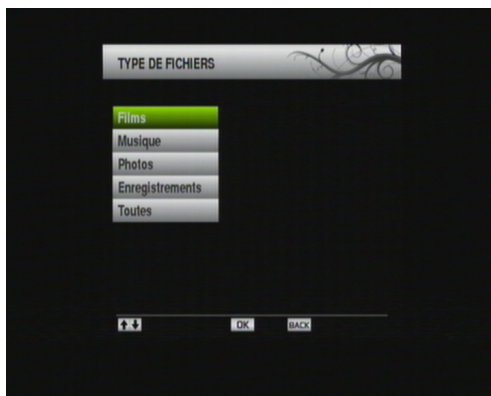 TYPE DE FICHIERS
Films
Musique
Photos
Enregistrements
Toutes
OK BACK